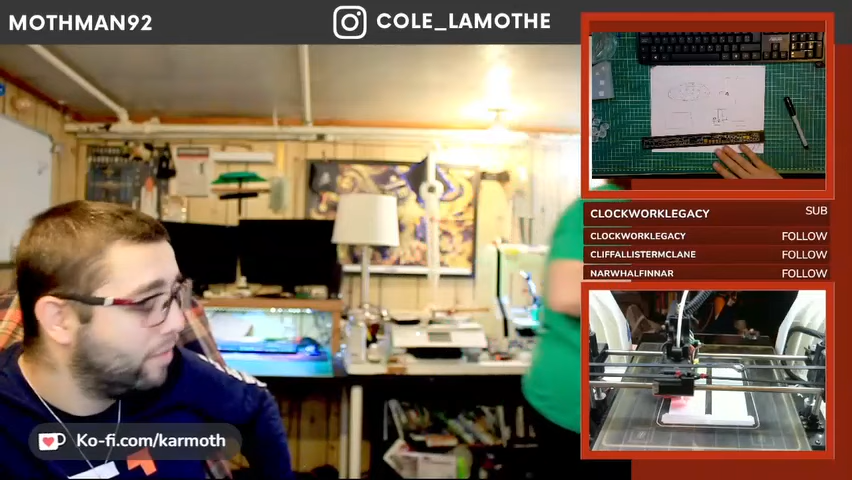 MOTHMAN92
COLE_LAMOTHE
CLOCKWORKLEGACY SUB
CLOCKWORKLEGACY FOLLOW
CLIFFALLISTERMCLANE FOLLOW
NARWHALFINNAR FOLLOW
Ko-fi.com/karmoth